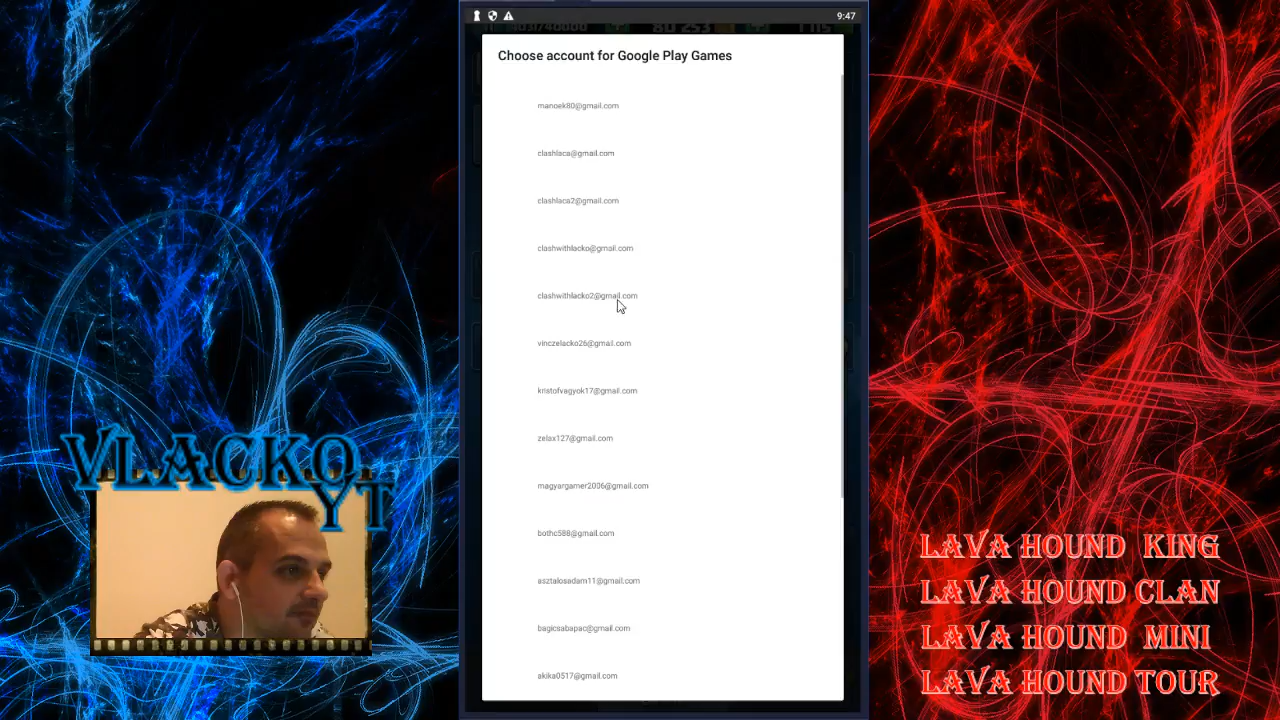 9:47
Choose account for Google Play Games
manoek80@gmail.com
clashlaca@gmail.com
clashlaca2@gmail.com
clashwithlacko@gmail.com
clashwithlacko2@gmail.com
vinczelacko26@gmail.com
kristofvagyok17@gmail.com
zelax127@gmail.com
magyargamer2006@gmail.com
bothc588@gmail.com
asztalosadam11@gmail.com
bagicsabapac@gmail.com
akika0517@gmail.com
VLACKO
YT
LAVA HOUND KING
LAVA HOUND CLAN
LAVA HOUND MINI
LAVA HOUND TOUR